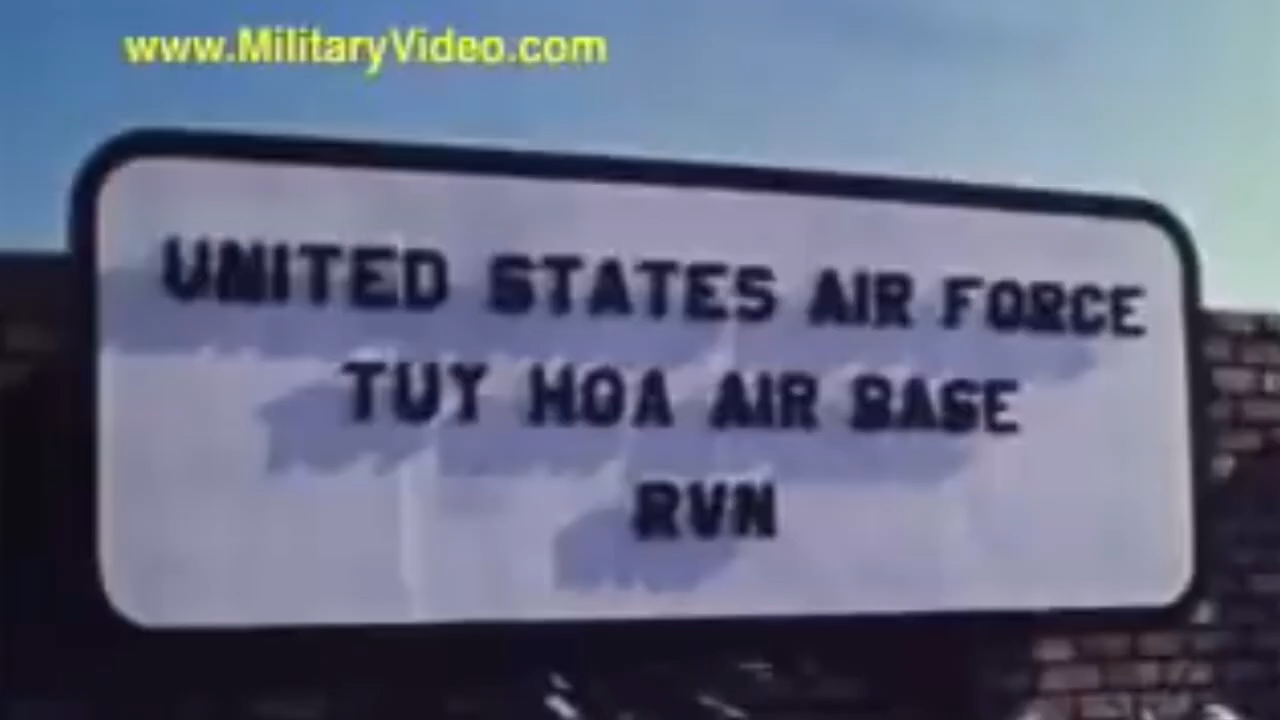 www.MilitaryVideo.com
UNITED STATES AIR FORCE
TUY HOA AIR BASE
RVN